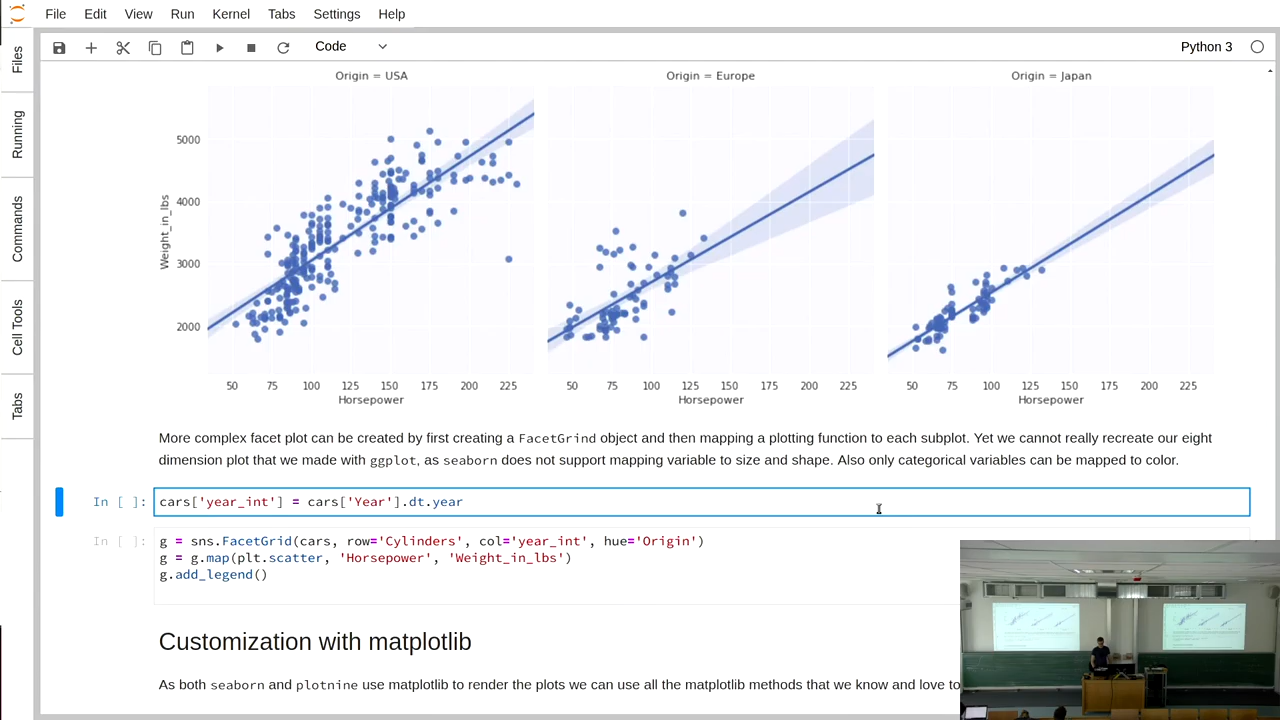 File Edit View Run Kernel Tabs Settings Help
Code
Python 3
Files
Running
Commands
Cell Tools
Tabs
Origin = USA
Origin = Europe
Origin = Japan
Weight_in_lbs
5000
4000
3000
2000
50 75 100 125 150 175 200 225
50 75 100 125 150 175 200 225
50 75 100 125 150 175 200 225
Horsepower
Horsepower
Horsepower
More complex facet plot can be created by first creating a FacetGrind object and then mapping a plotting function to each subplot. Yet we cannot really recreate our eight
dimension plot that we made with ggplot, as seaborn does not support mapping variable to size and shape. Also only categorical variables can be mapped to color.
In [ ]: cars['year_int'] = cars['Year'].dt.year
In [ ]: g = sns.FacetGrid(cars, row='Cylinders', col='year_int', hue='Origin')
g = g.map(plt.scatter, 'Horsepower', 'Weight_in_lbs')
g.add_legend()
Customization with matplotlib
As both seaborn and plotnine use matplotlib to render the plots we can use all the matplotlib methods that we know and love to